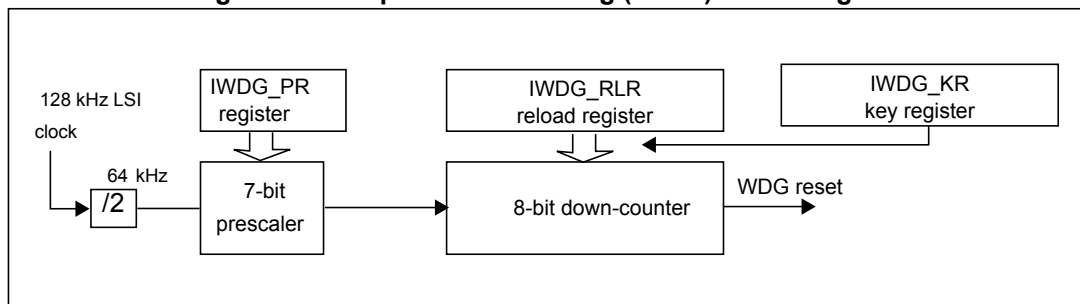 128 kHz LSI
clock
/2
64 kHz
IWDG_PR
register
7-bit
prescaler
IWDG_RLR
reload register
8-bit down-counter
IWDG_KR
key register
WDG reset